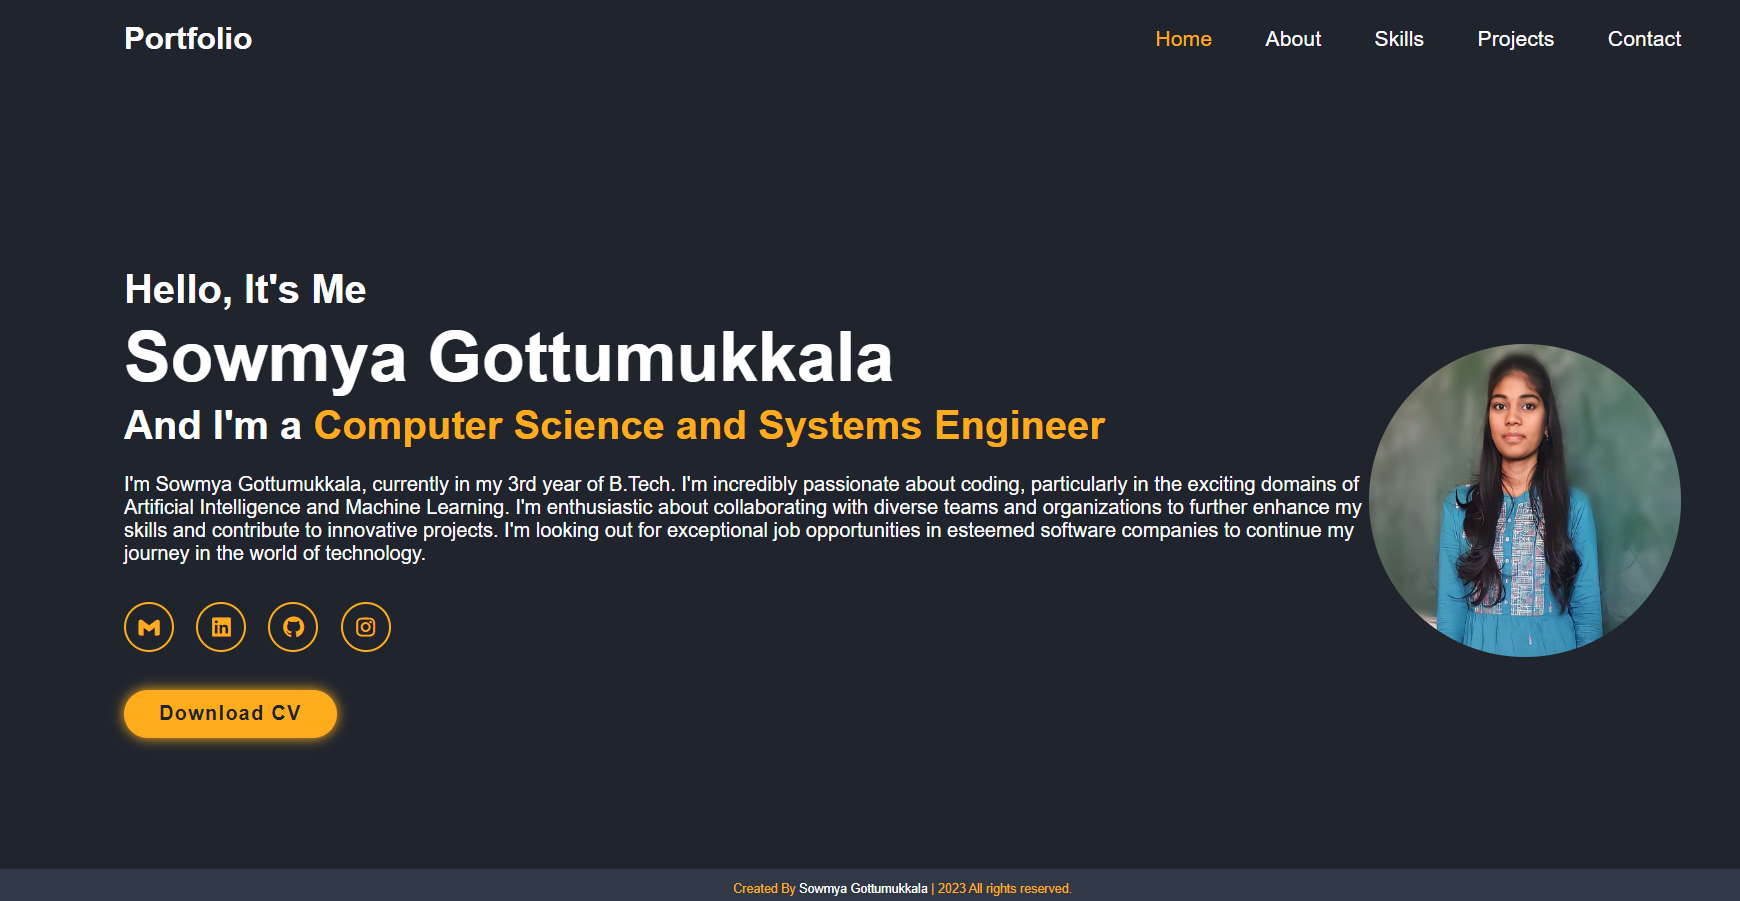 Portfolio
Home About Skills Projects Contact
Hello, It's Me
Sowmya Gottumukkala
And I'm a Computer Science and Systems Engineer
I'm Sowmya Gottumukkala, currently in my 3rd year of B.Tech. I'm incredibly passionate about coding, particularly in the exciting domains of
Artificial Intelligence and Machine Learning. I'm enthusiastic about collaborating with diverse teams and organizations to further enhance my
skills and contribute to innovative projects. I'm looking out for exceptional job opportunities in esteemed software companies to continue my
journey in the world of technology.
Download CV
Created By Sowmya Gottumukkala | 2023 All rights reserved.